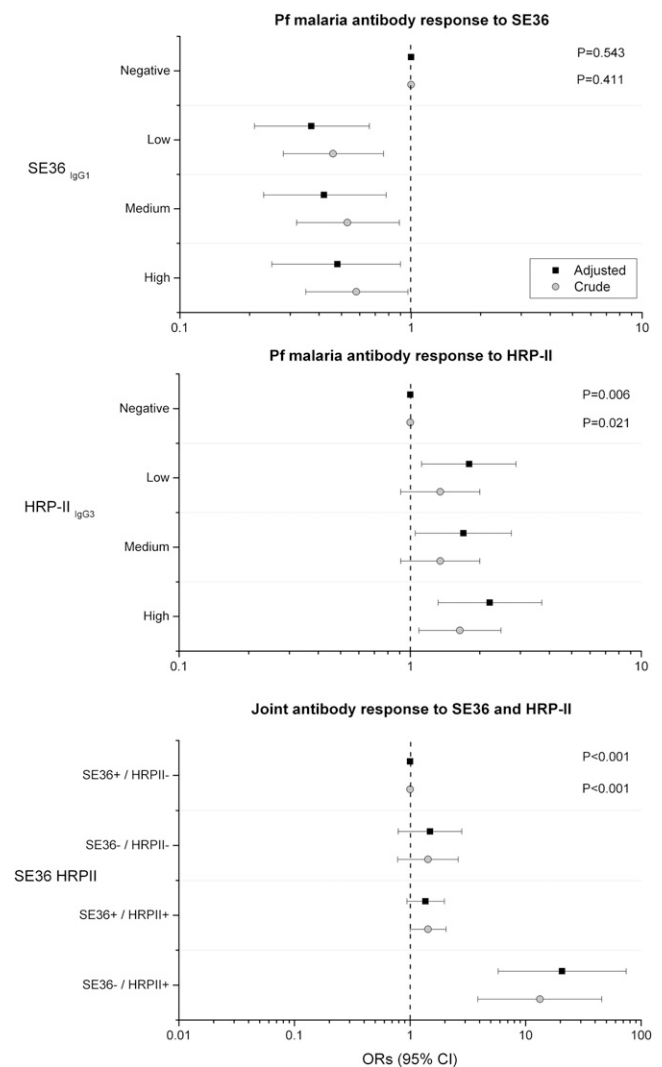 Pf malaria antibody response to SE36
Negative
P=0.543
P=0.411
Low
SE36 IgG1
Medium
High
Adjusted
Crude
0.1 1 10
Pf malaria antibody response to HRP-II
Negative
P=0.006
P=0.021
Low
HRP-II IgG3
Medium
High
0.1 1 10
Joint antibody response to SE36 and HRP-II
SE36+ / HRPII-
P<0.001
P<0.001
SE36- / HRPII-
SE36 HRPII
SE36+ / HRPII+
SE36- / HRPII+
0.01 0.1 1 10 100
ORs (95% CI)